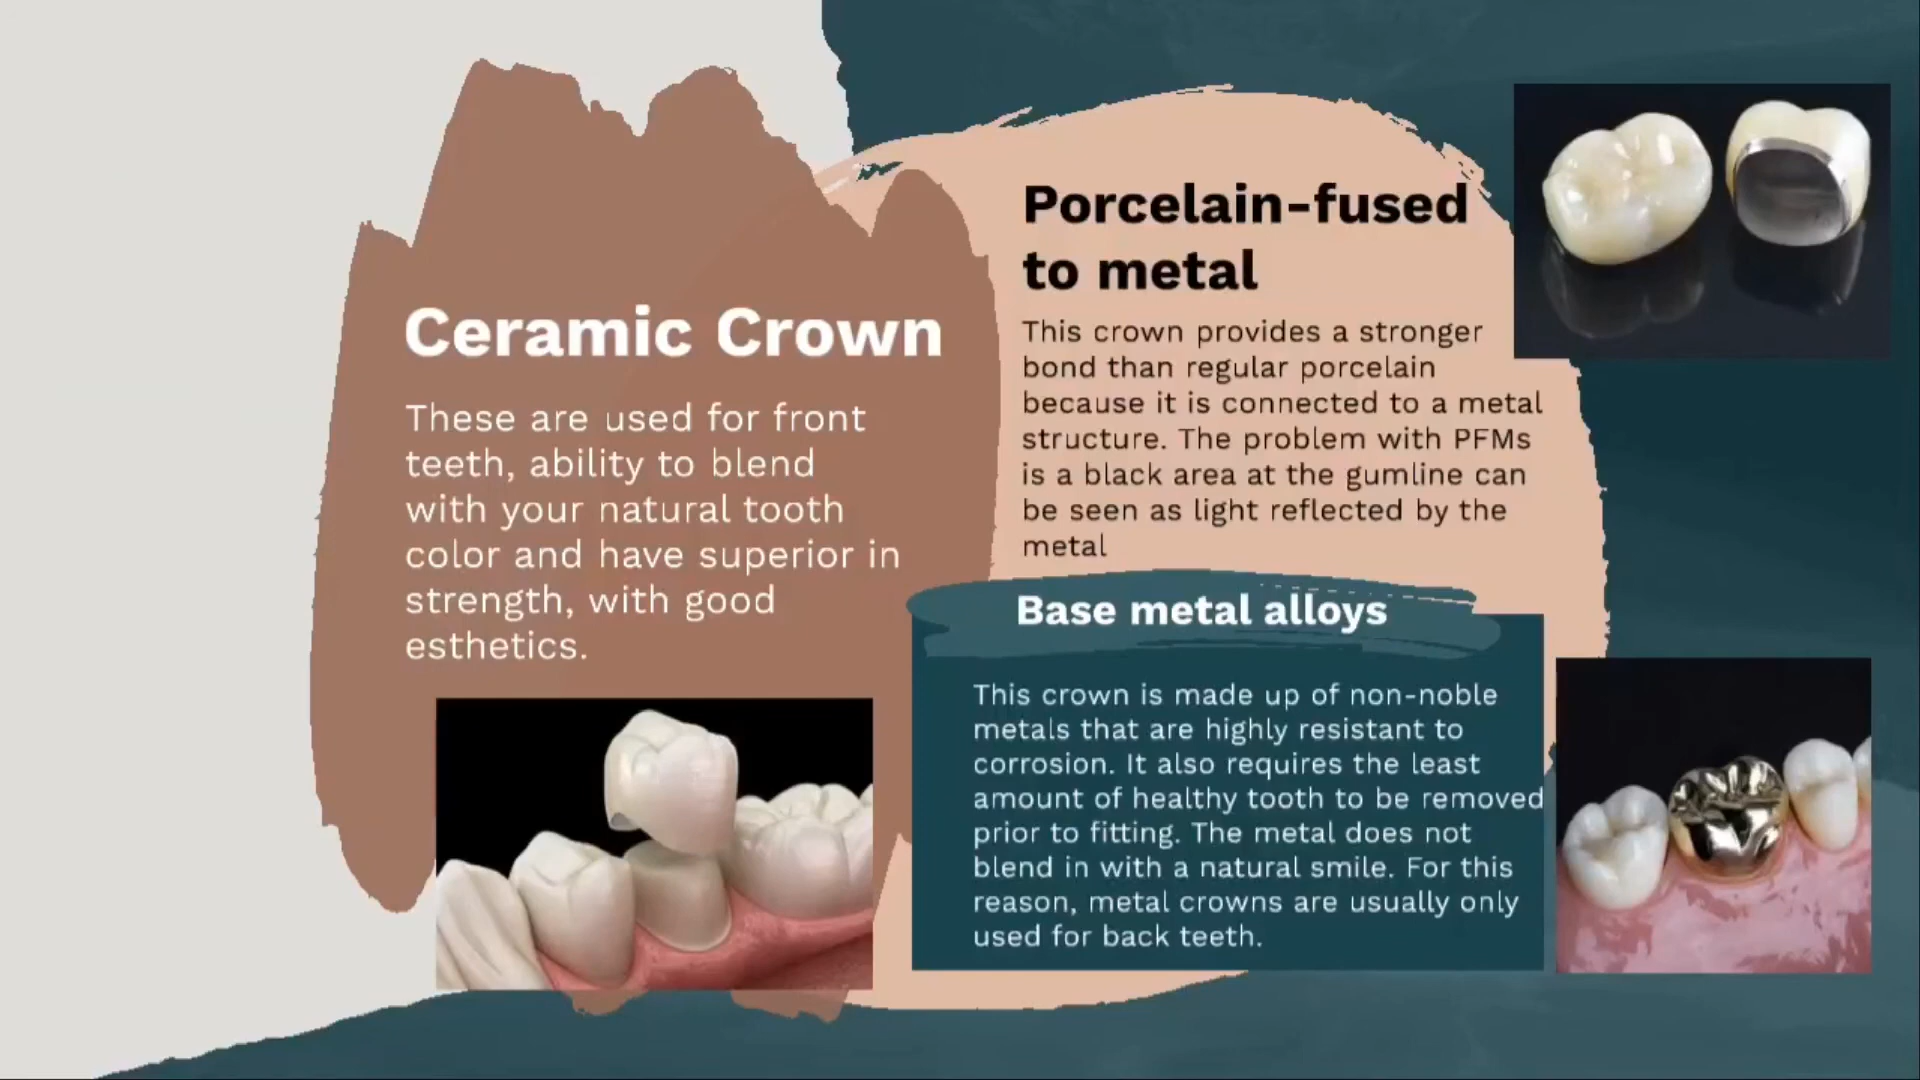 Ceramic Crown
These are used for front
teeth, ability to blend
with your natural tooth
color and have superior in
strength, with good
esthetics.
Porcelain-fused
to metal
This crown provides a stronger
bond than regular porcelain
because it is connected to a metal
structure. The problem with PFMs
is a black area at the gumline can
be seen as light reflected by the
metal
Base metal alloys
This crown is made up of non-noble
metals that are highly resistant to
corrosion. It also requires the least
amount of healthy tooth to be removed
prior to fitting. The metal does not
blend in with a natural smile. For this
reason, metal crowns are usually only
used for back teeth.